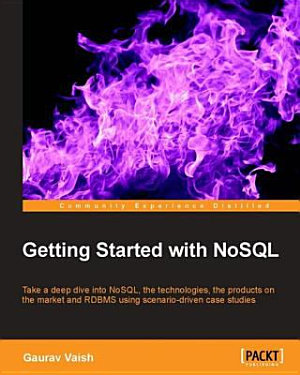 Community Experience Distilled
Getting Started with NoSQL
Take a deep dive into NoSQL, the technologies, the products on
the market and RDBMS using scenario-driven case studies
Gaurav Vaish
PACKT
PUBLISHING